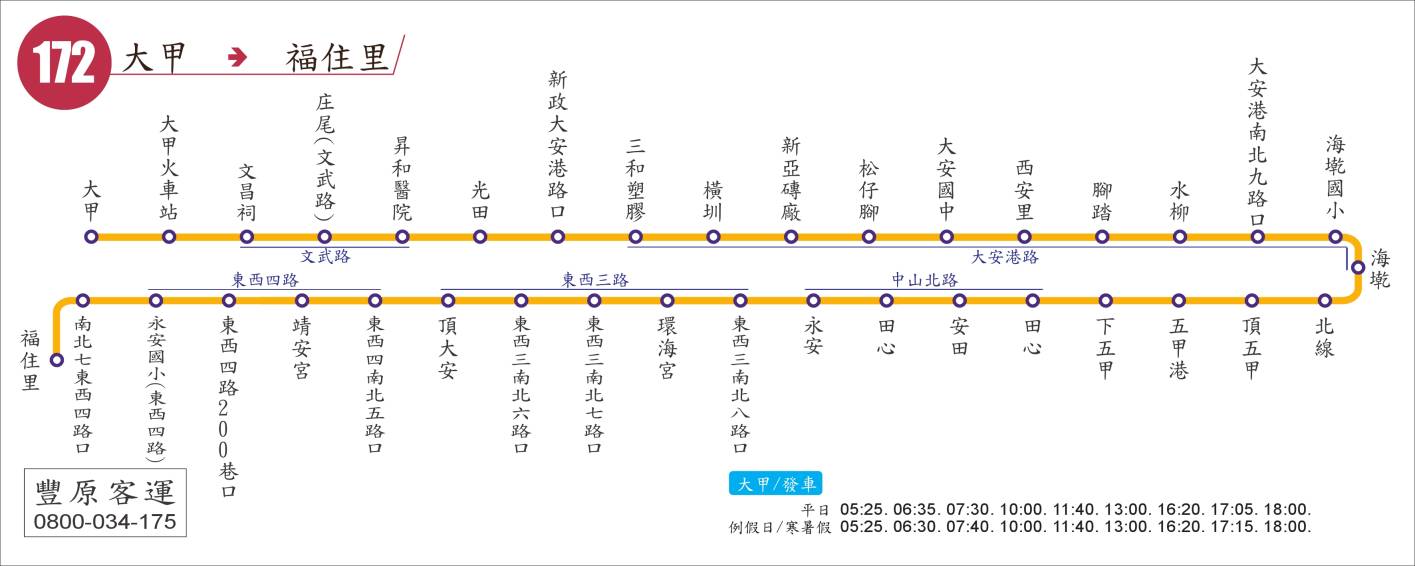 172 大甲 → 福住里
大甲
大甲火車站
文昌祠
庄尾(文武路)
昇和醫院
光田
新政大安港路口
三和塑膠
橫圳
新亞磚廠
松仔腳
大安國中
西安里
腳踏
水柳
大安港南北九路口
海墘國小
文武路
大安港路
海墘
東西四路
東西三路
中山北路
福住里
南北七東西四路口
永安國小(東西四路)
東西四路200巷口
靖安宮
東西四南北五路口
頂大安
東西三南北六路口
東西三南北七路口
環海宮
東西三南北八路口
永安
田心
安田
田心
下五甲
五甲港
頂五甲
北線
豐原客運
0800-034-175
大甲/發車
平日 05:25. 06:35. 07:30. 10:00. 11:40. 13:00. 16:20. 17:05. 18:00.
例假日/寒暑假 05:25. 06:30. 07:40. 10:00. 11:40. 13:00. 16:20. 17:15. 18:00.